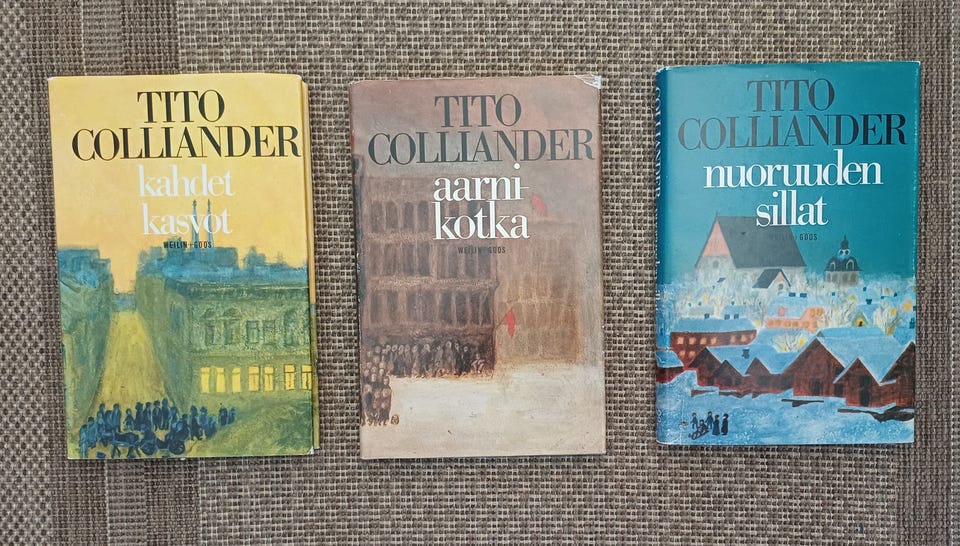 TITO
COLLIANDER
kahdet
kasvot
WEILIN+GÖÖS
TITO
COLLIANDER
aarni-
kotka
WEILIN+GÖÖS
TITO
COLLIANDER
nuoruuden
sillat
WEILIN+GÖÖS